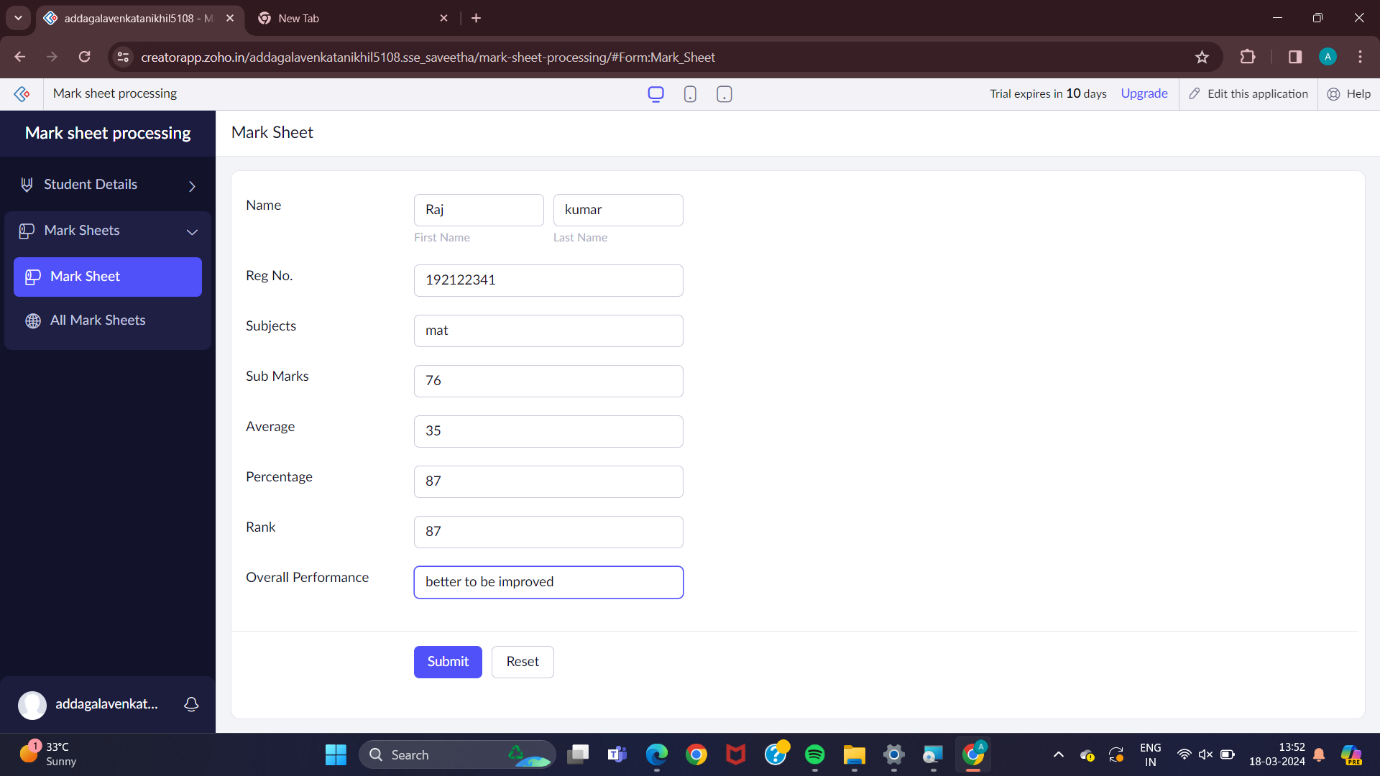 addagalavenkatanikhil5108 - M
New Tab
creatorapp.zoho.in/addagalavenkatanikhil5108.sse_saveetha/mark-sheet-processing/#Form:Mark_Sheet
A
Mark sheet processing
Trial expires in 10 days
Upgrade
Edit this application
Help
Mark sheet processing
Student Details
Mark Sheets
Mark Sheet
All Mark Sheets
addagalavenkat...
Mark Sheet
Name
Raj
kumar
First Name
Last Name
Reg No.
192122341
Subjects
mat
Sub Marks
76
Average
35
Percentage
87
Rank
87
Overall Performance
better to be improved
Submit
Reset
1
33°C
Sunny
Search
A
ENG
IN
13:52
18-03-2024
PRE